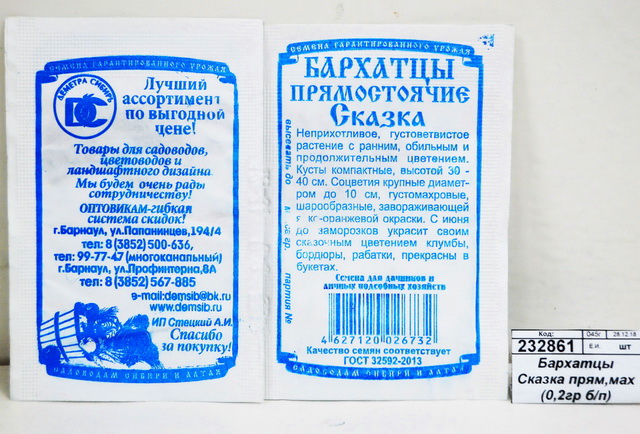 СЕМЕНА ГАРАНТИРОВАННОГО УРОЖАЯ
ДЕМЕТРА СИБИРЬ
ДС
Лучший
ассортимент
по выгодной
цене!
Товары для садоводов,
цветоводов и
ландшафтного дизайна
Мы будем очень рады
сотрудничеству!
ОПТОВИКАМ-гибкая
система скидок!
г.Барнаул, ул.Папанинцев,194/4
тел: 8 (3852) 500-636,
тел: 99-77-47 (многоканальный)
г.Барнаул, ул.Профинтерна,8А
тел: 8 (3852) 567-885
e-mail:demsib@bk.ru
www.demsib.ru
ИП Стецкий А.И.
Спасибо
за покупку!
САДОВОДАМ СИБИРИ И АЛТАЯ
СЕМЕНА ГАРАНТИРОВАННОГО УРОЖАЯ
БАРХАТЦЫ
ПРЯМОСТОЯЧИЕ
Сказка
Неприхотливое, густоветвистое
растение с ранним, обильным и
продолжительным цветением.
Кусты компактные, высотой 30 -
40 см. Соцветия крупные диамет-
ром до 10 см, густомахровые,
шарообразные, завораживающей
я ко-оранжевой окраски. С июня
до заморозков украсит своим
сказочным цветением клумбы,
бордюры, рабатки, прекрасны в
букетах.
высевать до
партия №
Семена для дачников и
личных подсобных хозяйств
4 627120 026732
Качество семян соответствует
ГОСТ 32592-2013
САДОВОДАМ СИБИРИ И АЛТАЯ
Код: 28.12.18
232861 Е.И. шт
Бархатцы
Сказка прям,мах
(0,2гр б/п)